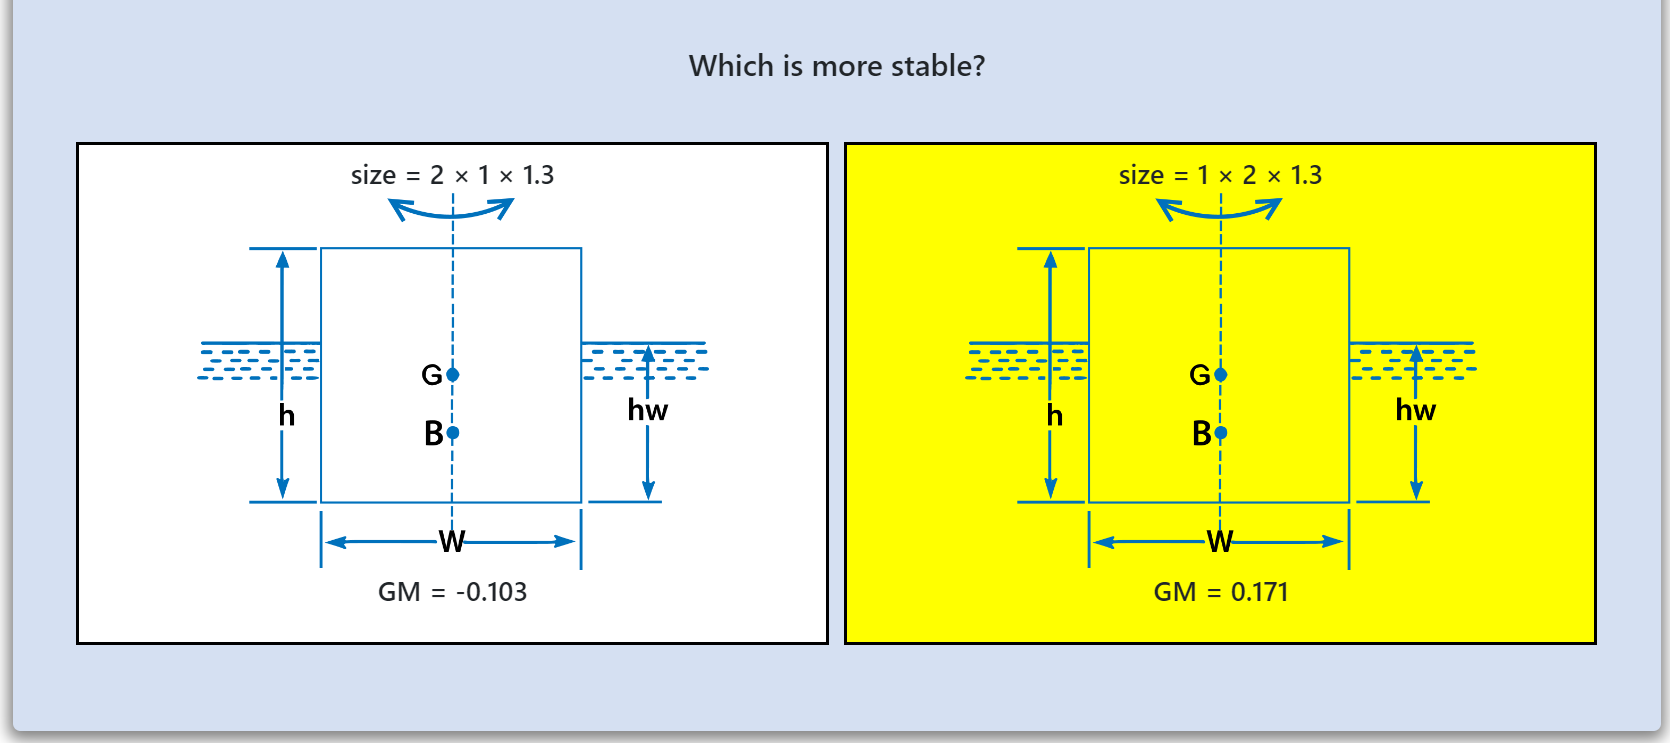 Which is more stable?
size = 2 × 1 × 1.3
G
B
h
hw
W
GM = -0.103
size = 1 × 2 × 1.3
G
B
h
hw
W
GM = 0.171